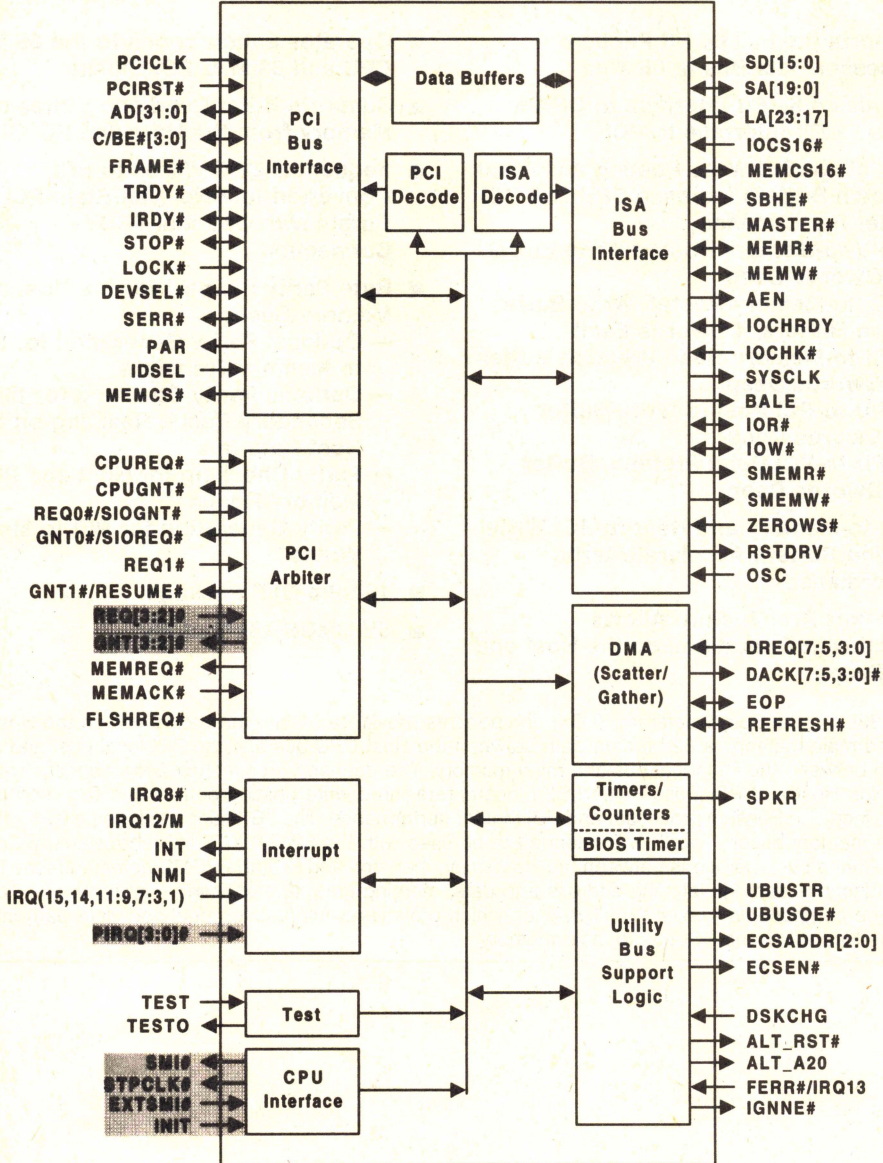 PCICLK
PCIRST#
AD[31:0]
C/BE#[3:0]
FRAME#
TRDY#
IRDY#
STOP#
LOCK#
DEVSEL#
SERR#
PAR
IDSEL
MEMCS#
PCI
Bus
Interface
Data Buffers
PCI
Decode
ISA
Decode
ISA
Bus
Interface
SD[15:0]
SA[19:0]
LA[23:17]
IOCS16#
MEMCS16#
SBHE#
MASTER#
MEMR#
MEMW#
AEN
IOCHRDY
IOCHK#
SYSCLK
BALE
IOR#
IOW#
SMEMR#
SMEMW#
ZEROWS#
RSTDRV
OSC
CPUREQ#
CPUGNT#
REQ0#/SIOGNT#
GNT0#/SIOREQ#
REQ1#
GNT1#/RESUME#
REQ[3:2]#
GNT[3:2]#
MEMREQ#
MEMACK#
FLSHREQ#
PCI
Arbiter
DMA
(Scatter/
Gather)
DREQ[7:5,3:0]
DACK[7:5,3:0]#
EOP
REFRESH#
IRQ8#
IRQ12/M
INT
NMI
IRQ(15,14,11:9,7:3,1)
PIRQ[3:0]#
Interrupt
Timers/
Counters
BIOS Timer
SPKR
TEST
TESTO
Test
SMI#
STPCLK#
EXTSMI#
INIT
CPU
Interface
Utility
Bus
Support
Logic
UBUSTR
UBUSOE#
ECSADDR[2:0]
ECSEN#
DSKCHG
ALT_RST#
ALT_A20
FERR#/IRQ13
IGNNE#